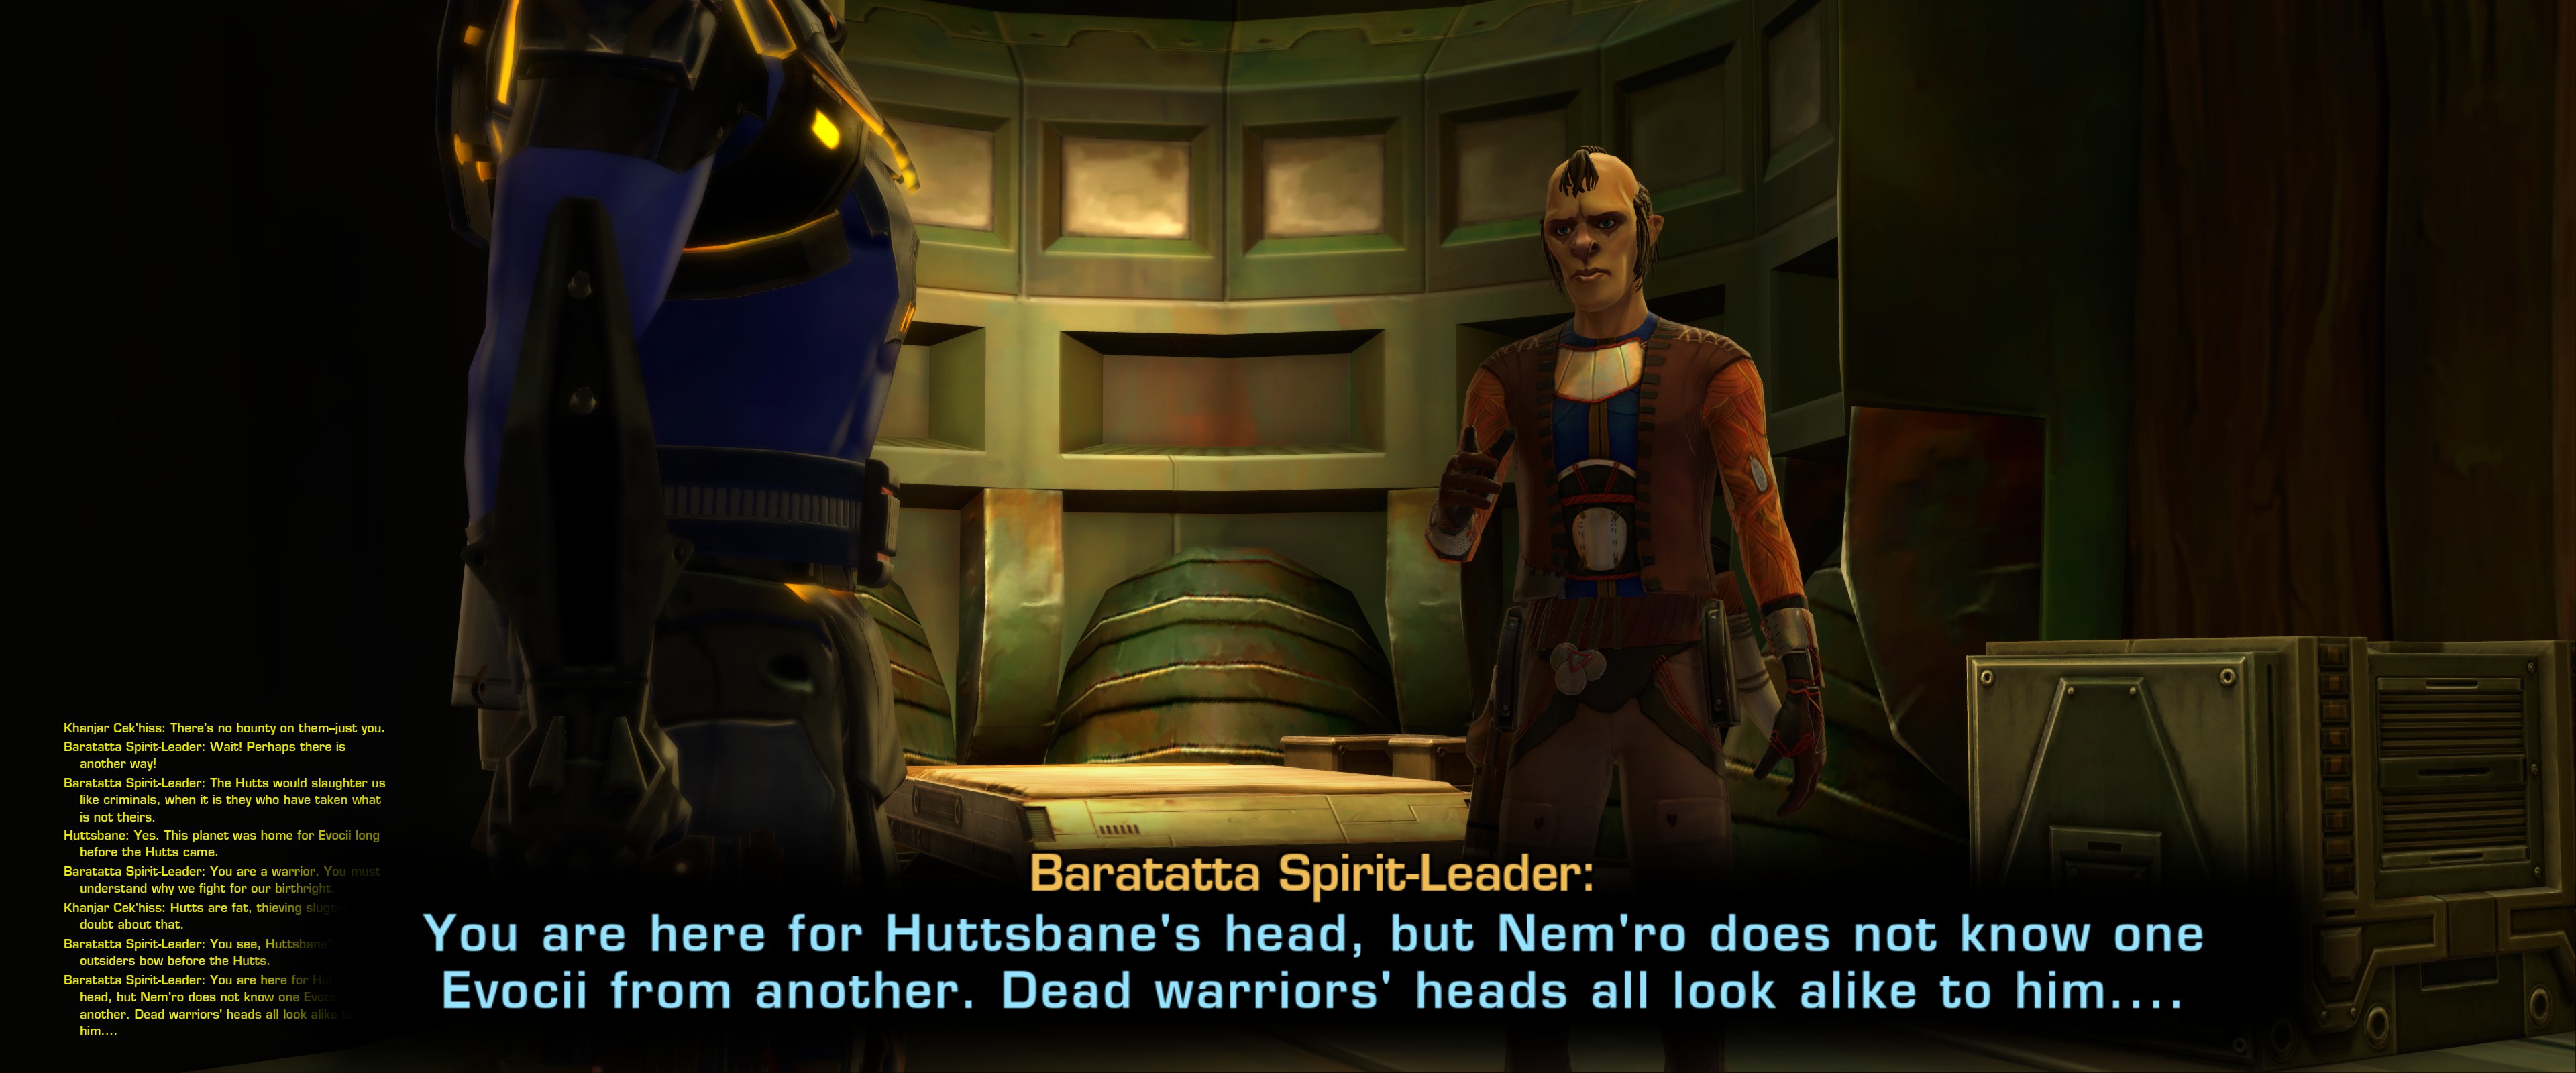 Khanjar Cek'hiss: There's no bounty on them—just you.
Baratatta Spirit-Leader: Wait! Perhaps there is
another way!
Baratatta Spirit-Leader: The Hutts would slaughter us
like criminals, when it is they who have taken what
is not theirs.
Huttsbane: Yes. This planet was home for Evocii long
before the Hutts came.
Baratatta Spirit-Leader: You are a warrior. You must
understand why we fight for our birthright.
Khanjar Cek'hiss: Hutts are fat, thieving slugs
doubt about that.
Baratatta Spirit-Leader: You see, Huttsbane?
outsiders bow before the Hutts.
Baratatta Spirit-Leader: You are here for
head, but Nem'ro does not know one Evocii
another. Dead warriors' heads all look alike to
him....
Baratatta Spirit-Leader:
You are here for Huttsbane's head, but Nem'ro does not know one
Evocii from another. Dead warriors' heads all look alike to him....